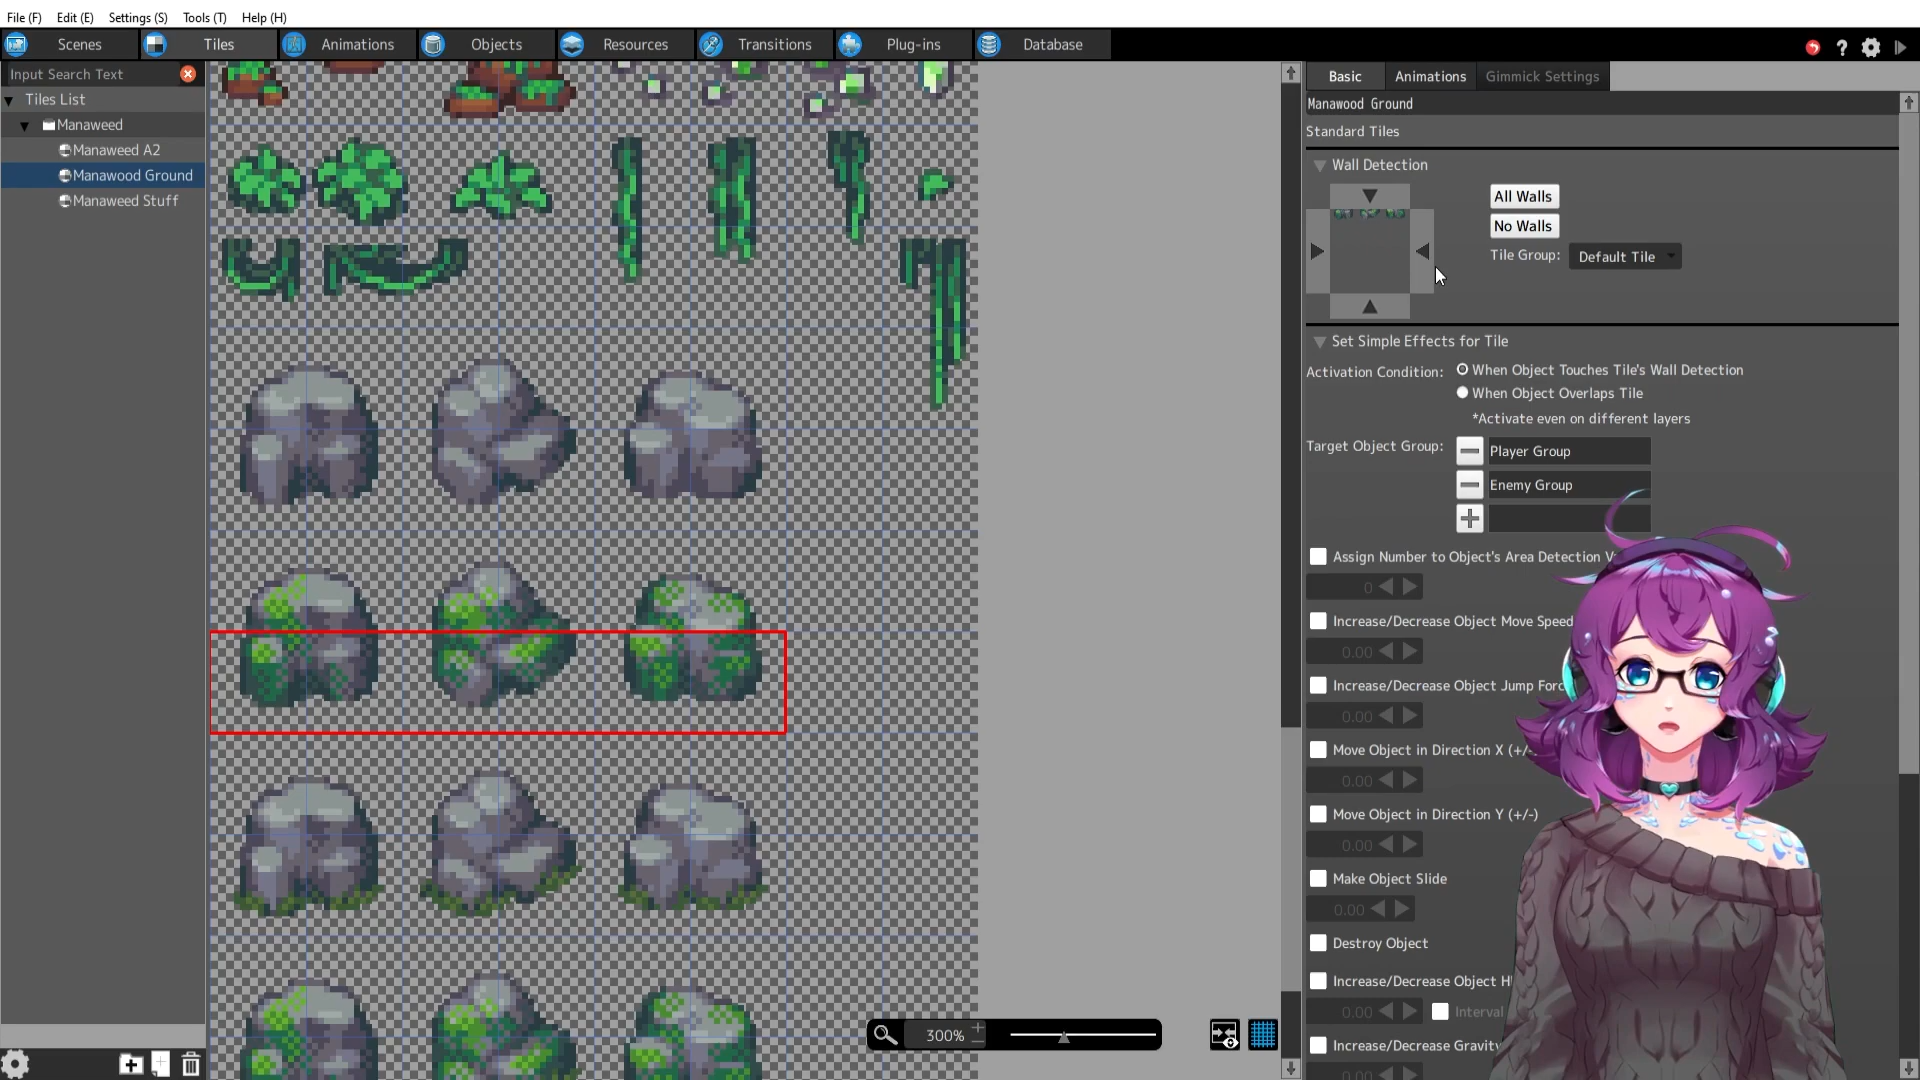 File (F) Edit (E) Settings (S) Tools (T) Help (H)
Scenes Tiles Animations Objects Resources Transitions Plug-ins Database
Input Search Text
Tiles List
Manaweed
Manaweed A2
Manawood Ground
Manaweed Stuff
300%
Basic Animations Gimmick Settings
Manawood Ground
Standard Tiles
Wall Detection
All Walls
No Walls
Tile Group: Default Tile
Set Simple Effects for Tile
Activation Condition: When Object Touches Tile's Wall Detection
When Object Overlaps Tile
*Activate even on different layers
Target Object Group: Player Group
Enemy Group
Assign Number to Object's Area Detection
0
Increase/Decrease Object Move Speed
0.00
Increase/Decrease Object Jump Forc
0.00
Move Object in Direction X (+/-
0.00
Move Object in Direction Y (+/-)
0.00
Make Object Slide
0.00
Destroy Object
Increase/Decrease Object H
0.00 Interval
Increase/Decrease Gravity
0.00